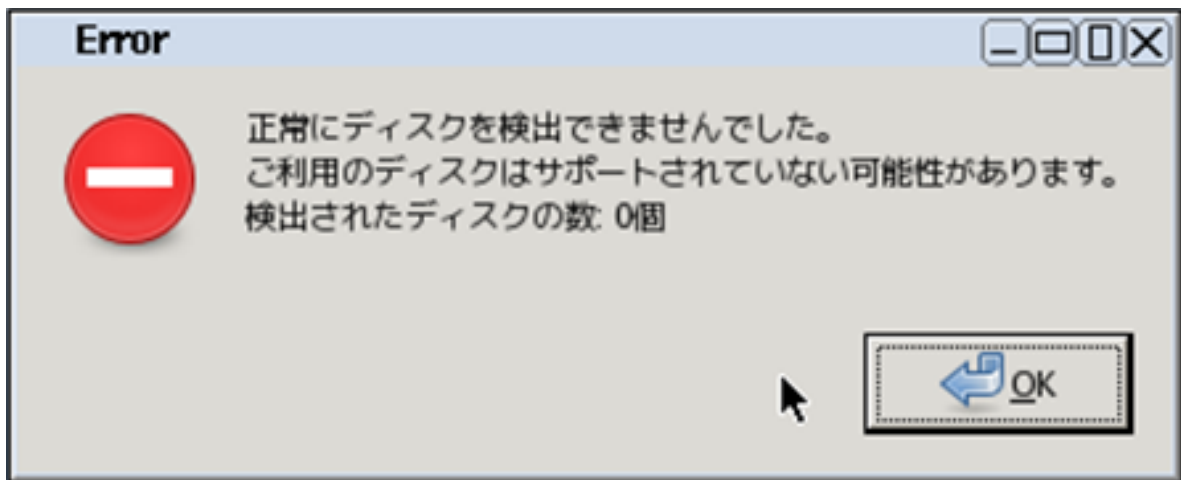 Error
正常にディスクを検出できませんでした。
ご利用のディスクはサポートされていない可能性があります。
検出されたディスクの数: 0個
OK